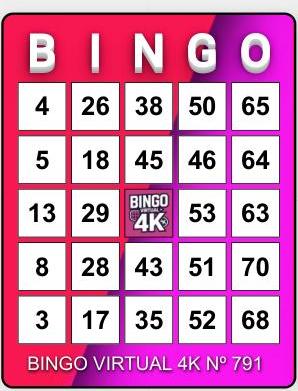 B I N G O
4 26 38 50 65
5 18 45 46 64
13 29 BINGO VIRTUAL 4K 53 63
8 28 43 51 70
3 17 35 52 68
BINGO VIRTUAL 4K Nº 791